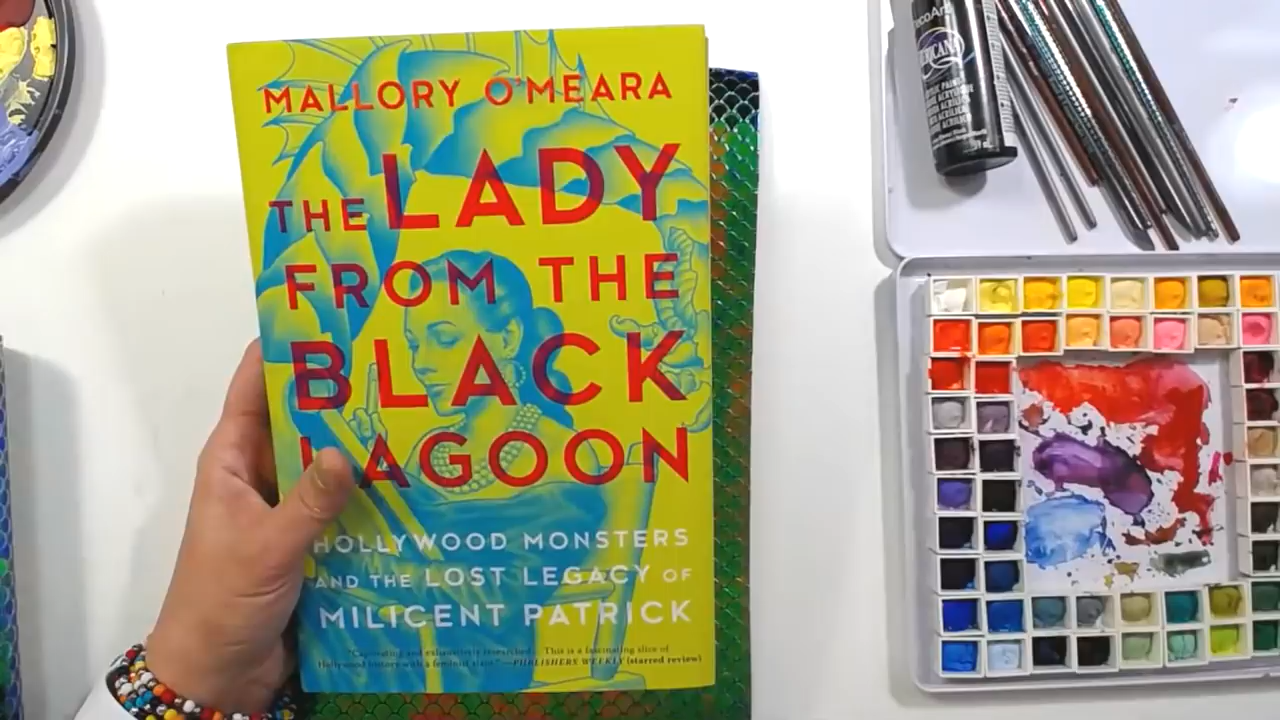 MALLORY O'MEARA
THE LADY
FROM THE
BLACK
LAGOON
HOLLYWOOD MONSTERS
AND THE LOST LEGACY OF
MILICENT PATRICK
"Captivating and exhaustively researched... This is a fascinating slice of
Hollywood history with a feminist slant." —PUBLISHERS WEEKLY (starred review)
DecoArt